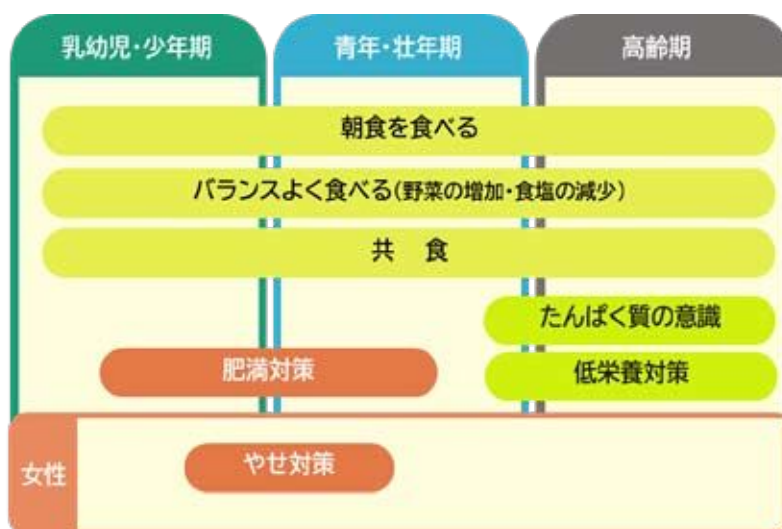 乳幼児・少年期
青年・壮年期
高齢期
朝食を食べる
バランスよく食べる(野菜の増加・食塩の減少)
共 食
たんぱく質の意識
肥満対策
低栄養対策
女性
やせ対策